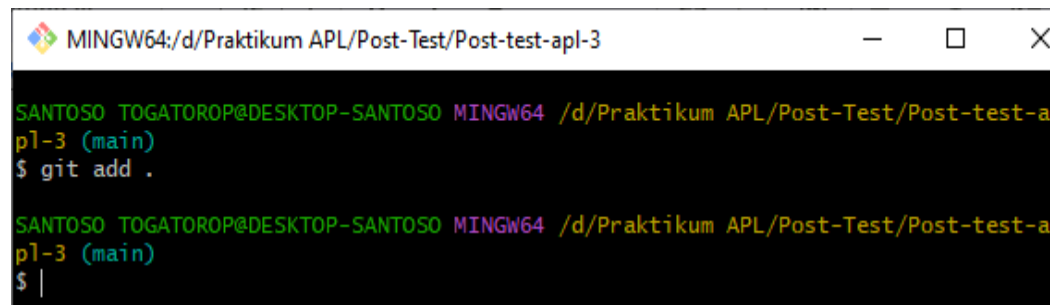 MINGW64:/d/Praktikum APL/Post-Test/Post-test-apl-3
SANTOSO TOGATOROP@DESKTOP-SANTOSO MINGW64 /d/Praktikum APL/Post-Test/Post-test-a
pl-3 (main)
$ git add .
SANTOSO TOGATOROP@DESKTOP-SANTOSO MINGW64 /d/Praktikum APL/Post-Test/Post-test-a
pl-3 (main)
$